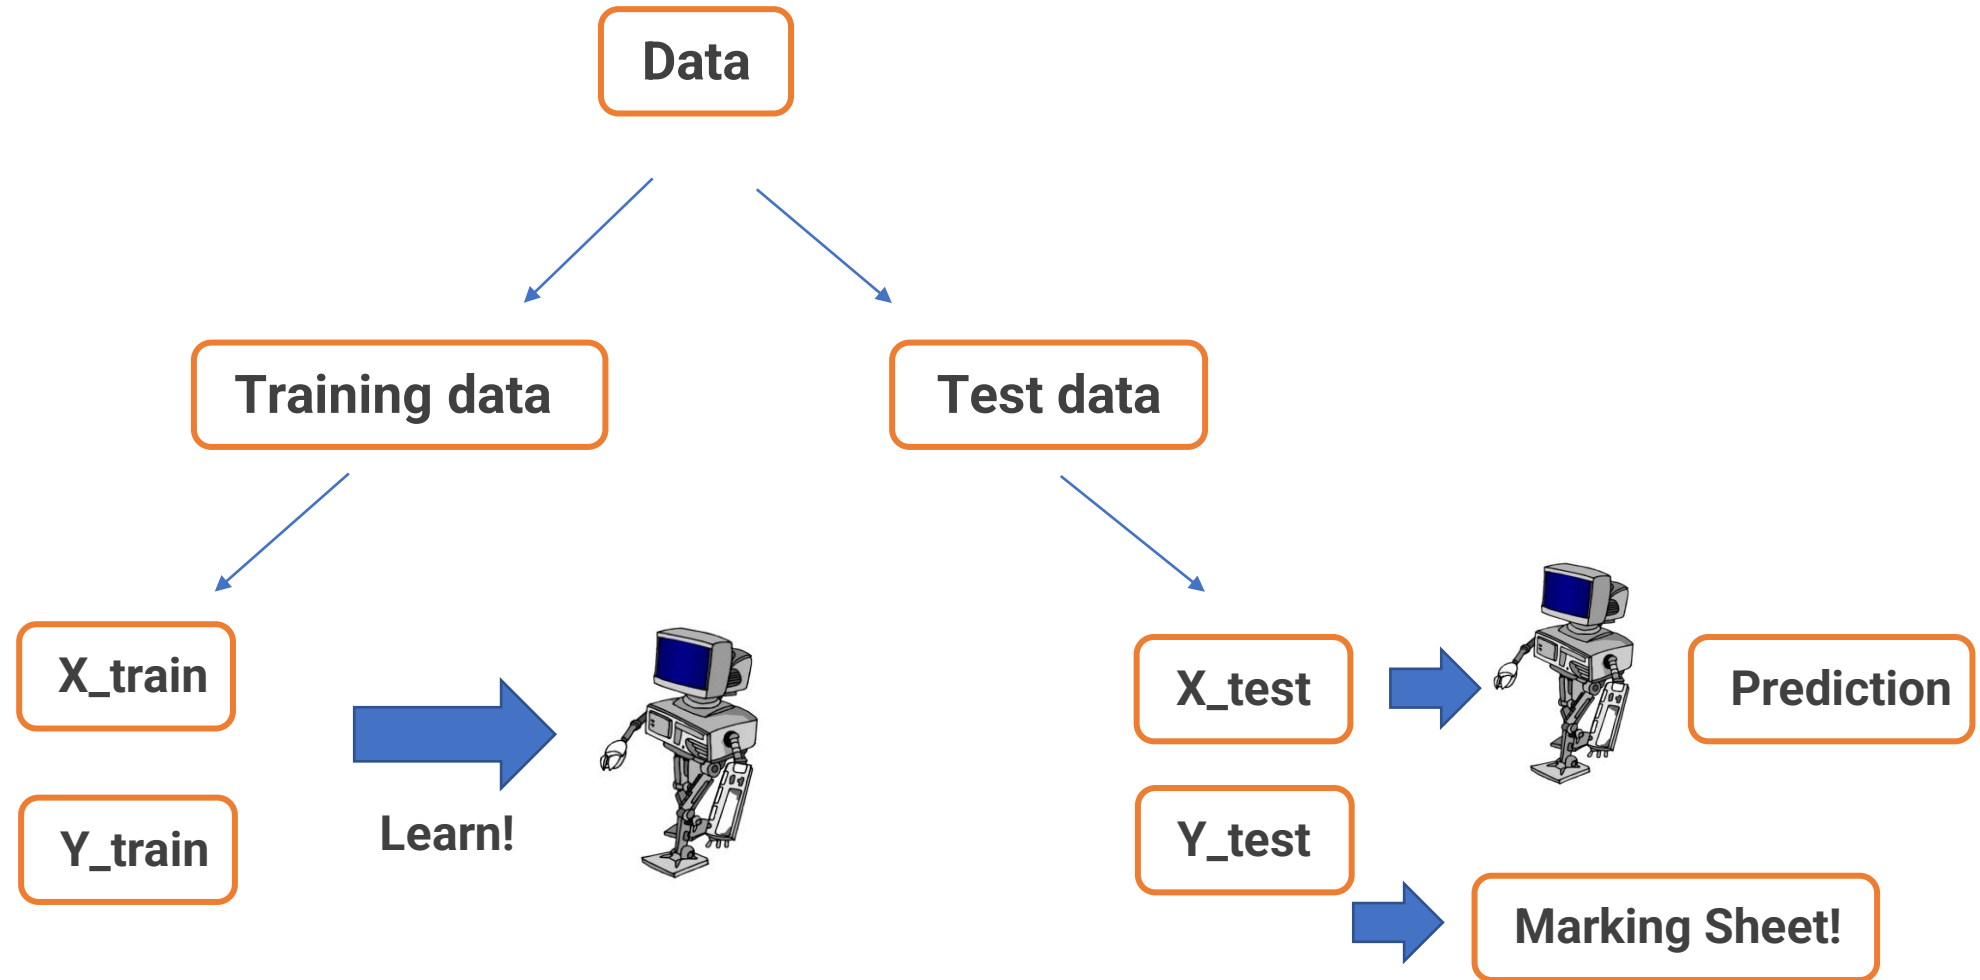 Data
Training data
Test data
X_train
Y_train
Learn!
X_test
Prediction
Y_test
Marking Sheet!